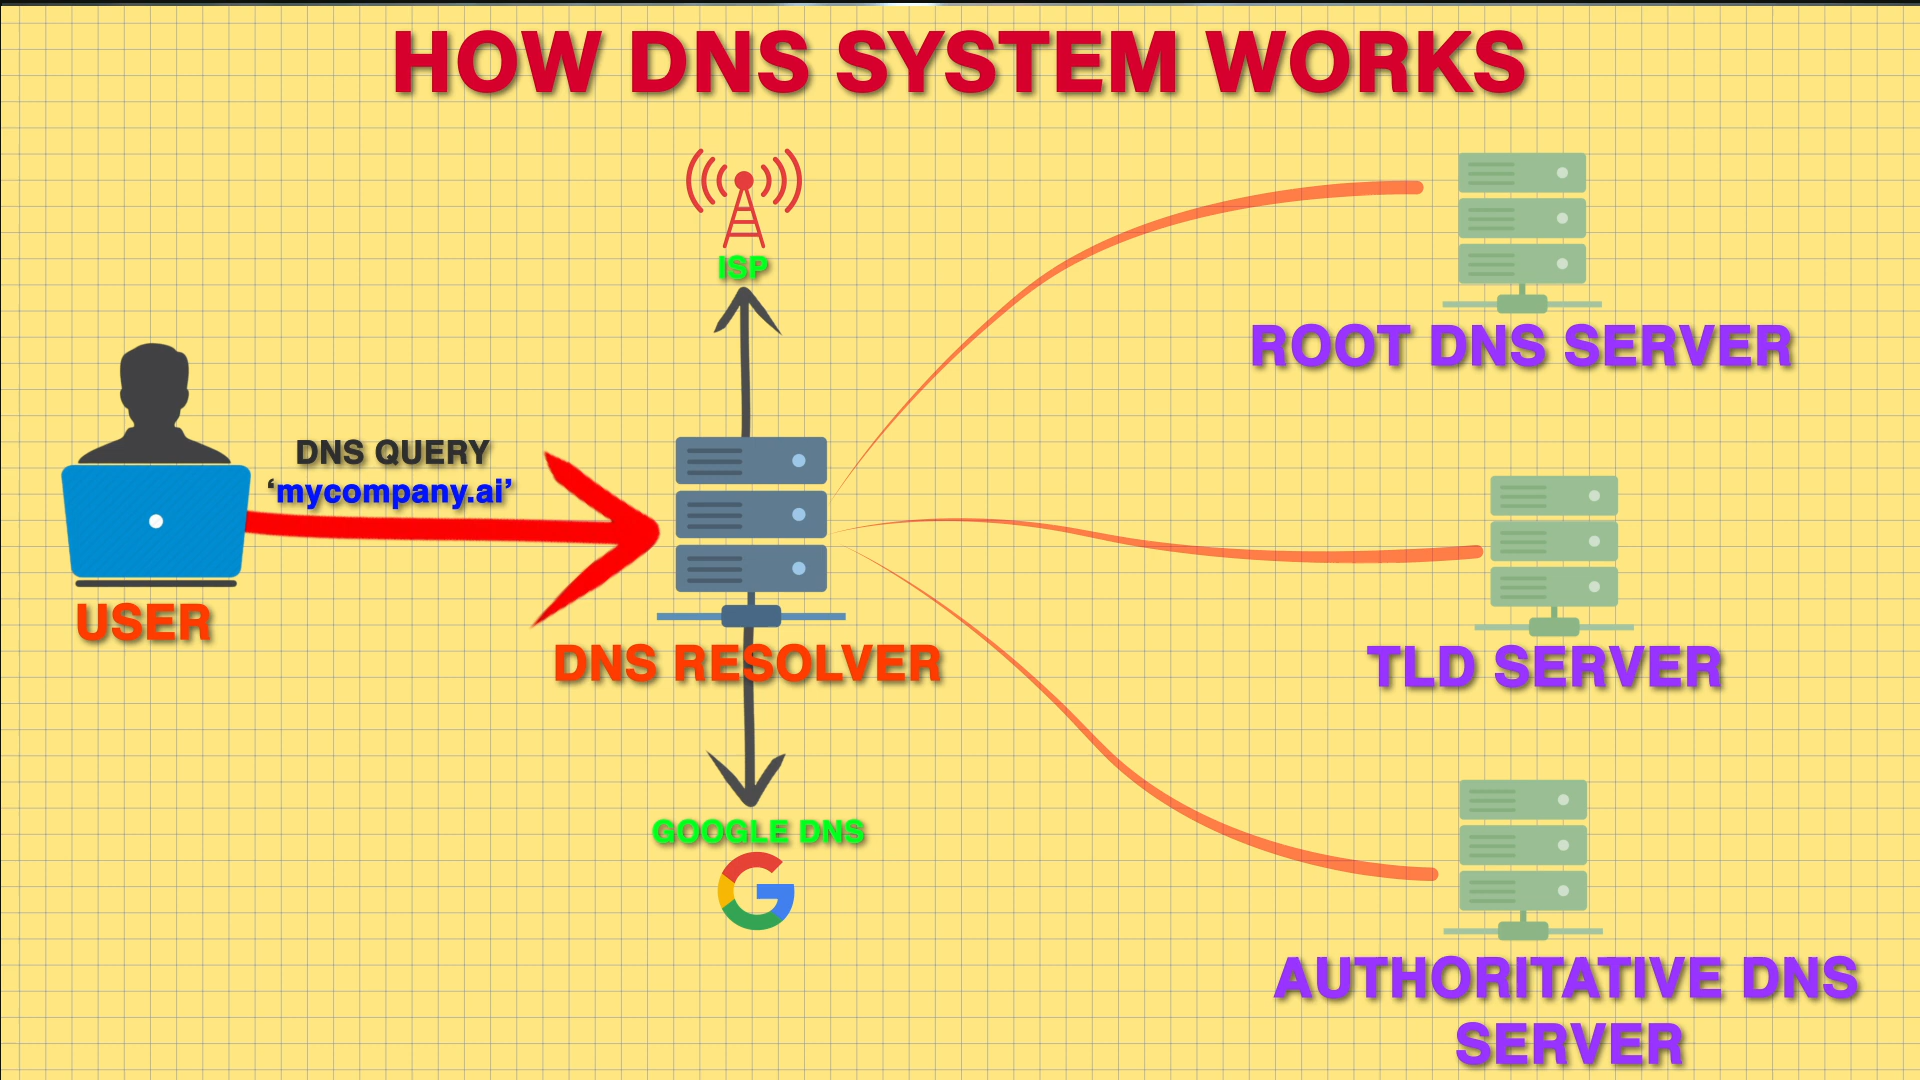 HOW DNS SYSTEM WORKS
ISP
ROOT DNS SERVER
DNS QUERY
‘mycompany.ai’
USER
DNS RESOLVER
TLD SERVER
GOOGLE DNS
AUTHORITATIVE DNS
SERVER